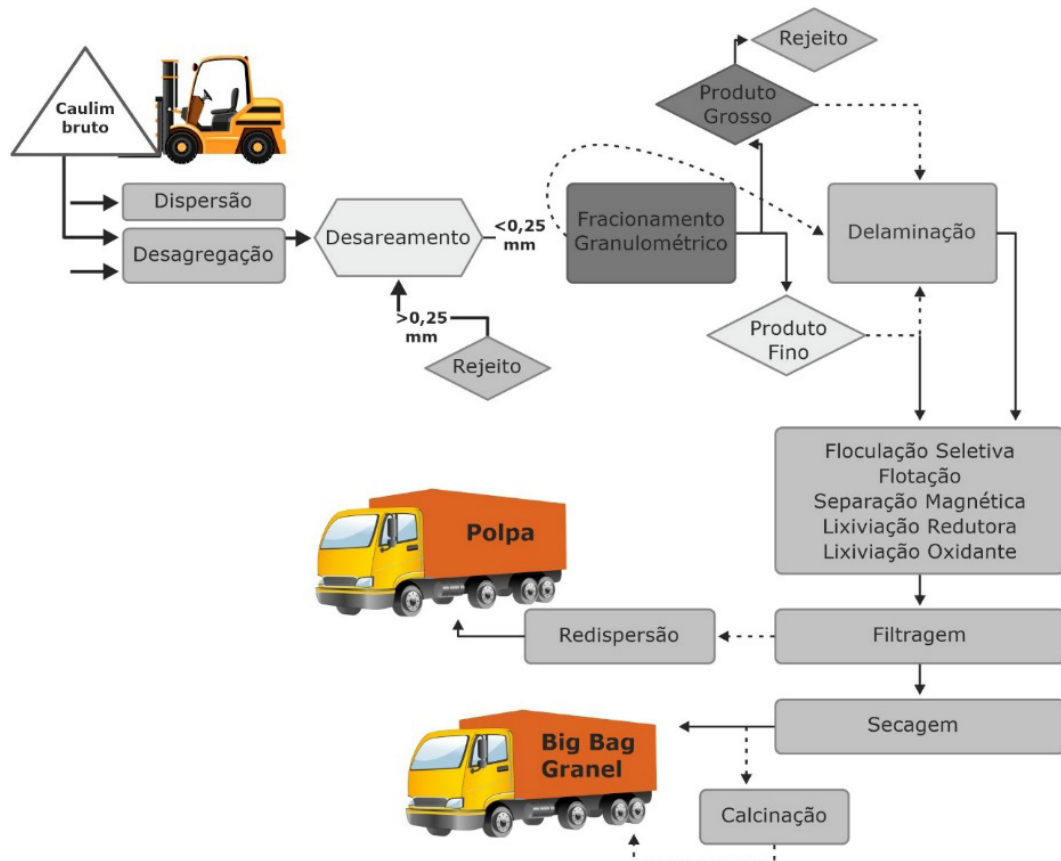 Rejeito
Produto
Grosso
Caulim
bruto
Dispersão
Desagregação
Desareamento
<0,25
mm
Fracionamento
Granulométrico
Delaminação
>0,25
mm
Rejeito
Produto
Fino
Floculação Seletiva
Flotação
Separação Magnética
Lixiviação Redutora
Lixiviação Oxidante
Polpa
Redispersão
Filtragem
Secagem
Big Bag
Granel
Calcinação